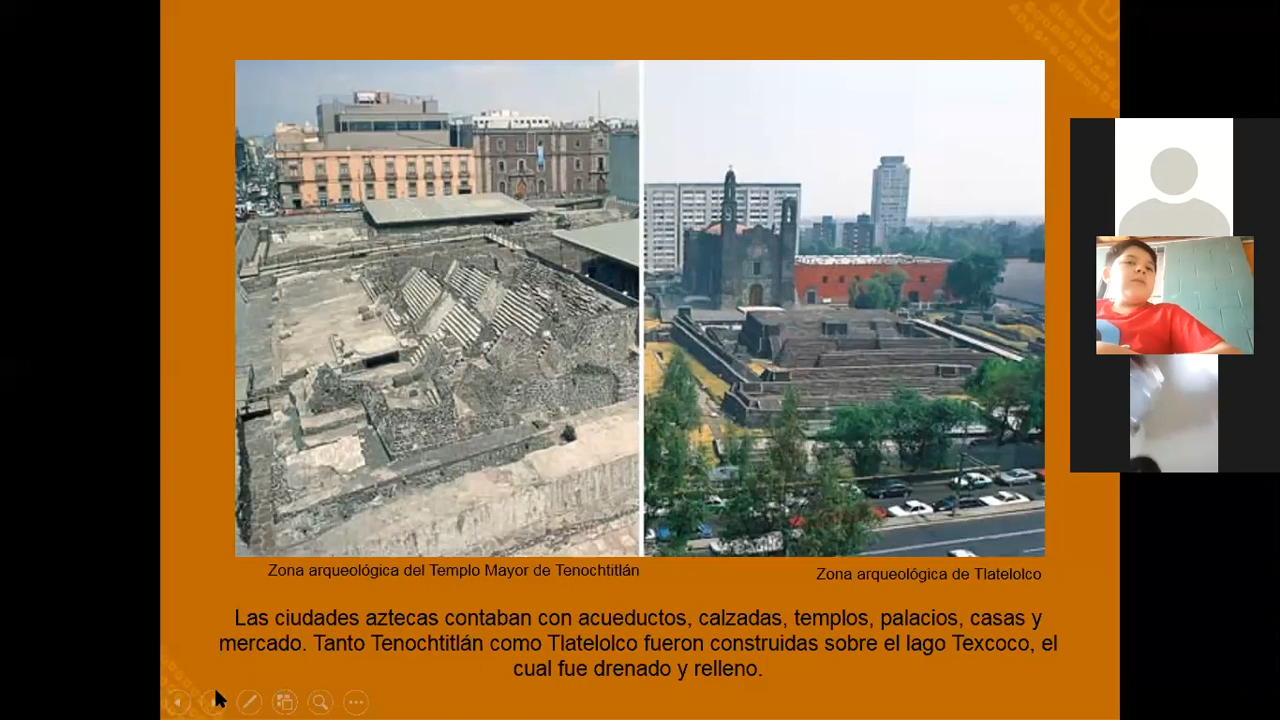 Zona arqueológica del Templo Mayor de Tenochtitlán
Zona arqueológica de Tlatelolco
Las ciudades aztecas contaban con acueductos, calzadas, templos, palacios, casas y
mercado. Tanto Tenochtitlán como Tlatelolco fueron construidas sobre el lago Texcoco, el
cual fue drenado y relleno.